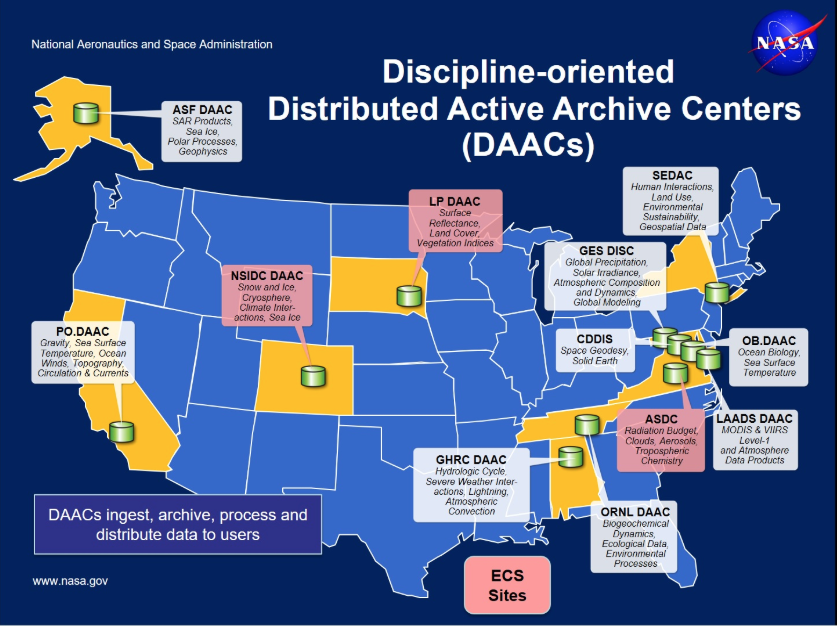 National Aeronautics and Space Administration
NASA
Discipline-oriented
Distributed Active Archive Centers
(DAACs)
ASF DAAC
SAR Products,
Sea Ice,
Polar Processes,
Geophysics
SEDAC
Human Interactions,
Land Use,
Environmental
Sustainability,
Geospatial Data
LP DAAC
Surface
Reflectance,
Land Cover,
Vegetation Indices
GES DISC
Global Precipitation,
Solar Irradiance,
Atmospheric Composition
and Dynamics,
Global Modeling
NSIDC DAAC
Snow and Ice,
Cryosphere,
Climate Inter-
actions, Sea Ice
PO.DAAC
Gravity, Sea Surface
Temperature, Ocean
Winds, Topography,
Circulation & Currents
CDDIS
Space Geodesy,
Solid Earth
OB.DAAC
Ocean Biology,
Sea Surface
Temperature
ASDC
Radiation Budget,
Clouds, Aerosols,
Tropospheric
Chemistry
LAADS DAAC
MODIS & VIIRS
Level-1
and Atmosphere
Data Products
GHRC DAAC
Hydrologic Cycle,
Severe Weather Inter-
actions, Lightning,
Atmospheric
Convection
ORNL DAAC
Biogeochemical
Dynamics,
Ecological Data,
Environmental
Processes
DAACs ingest, archive, process and
distribute data to users
ECS
Sites
www.nasa.gov